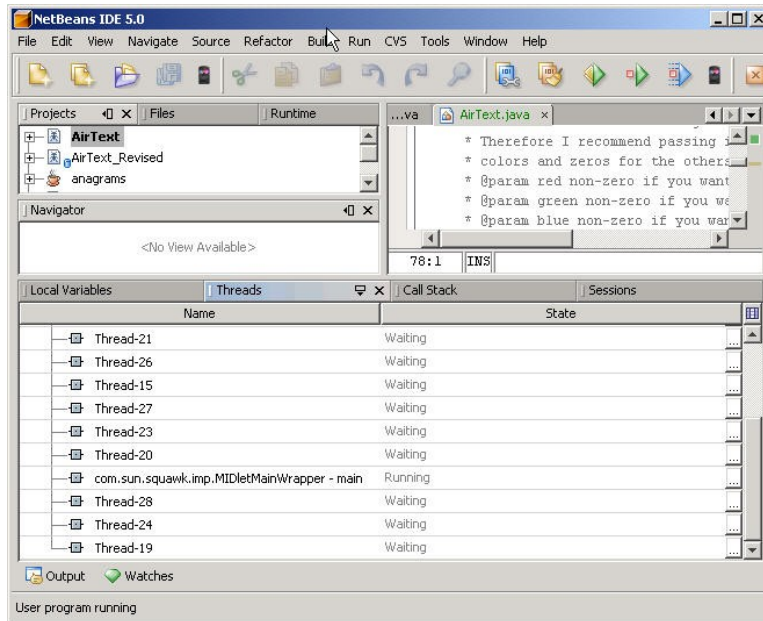 NetBeans IDE 5.0
File Edit View Navigate Source Refactor Build Run CVS Tools Window Help
Projects Files Runtime
...va AirText.java
AirText
AirText_Revised
anagrams
* Therefore I recommend passing
* colors and zeros for the others
* @param red non-zero if you want
* @param green non-zero if you we
* @param blue non-zero if you
Navigator
<No View Available>
78:1 INS
Local Variables Threads Call Stack Sessions
Name State
Thread-21 Waiting
Thread-26 Waiting
Thread-15 Waiting
Thread-27 Waiting
Thread-23 Waiting
Thread-20 Waiting
com.sun.squawk.imp.MIDletMainWrapper - main Running
Thread-28 Waiting
Thread-24 Waiting
Thread-19 Waiting
Output Watches
User program running